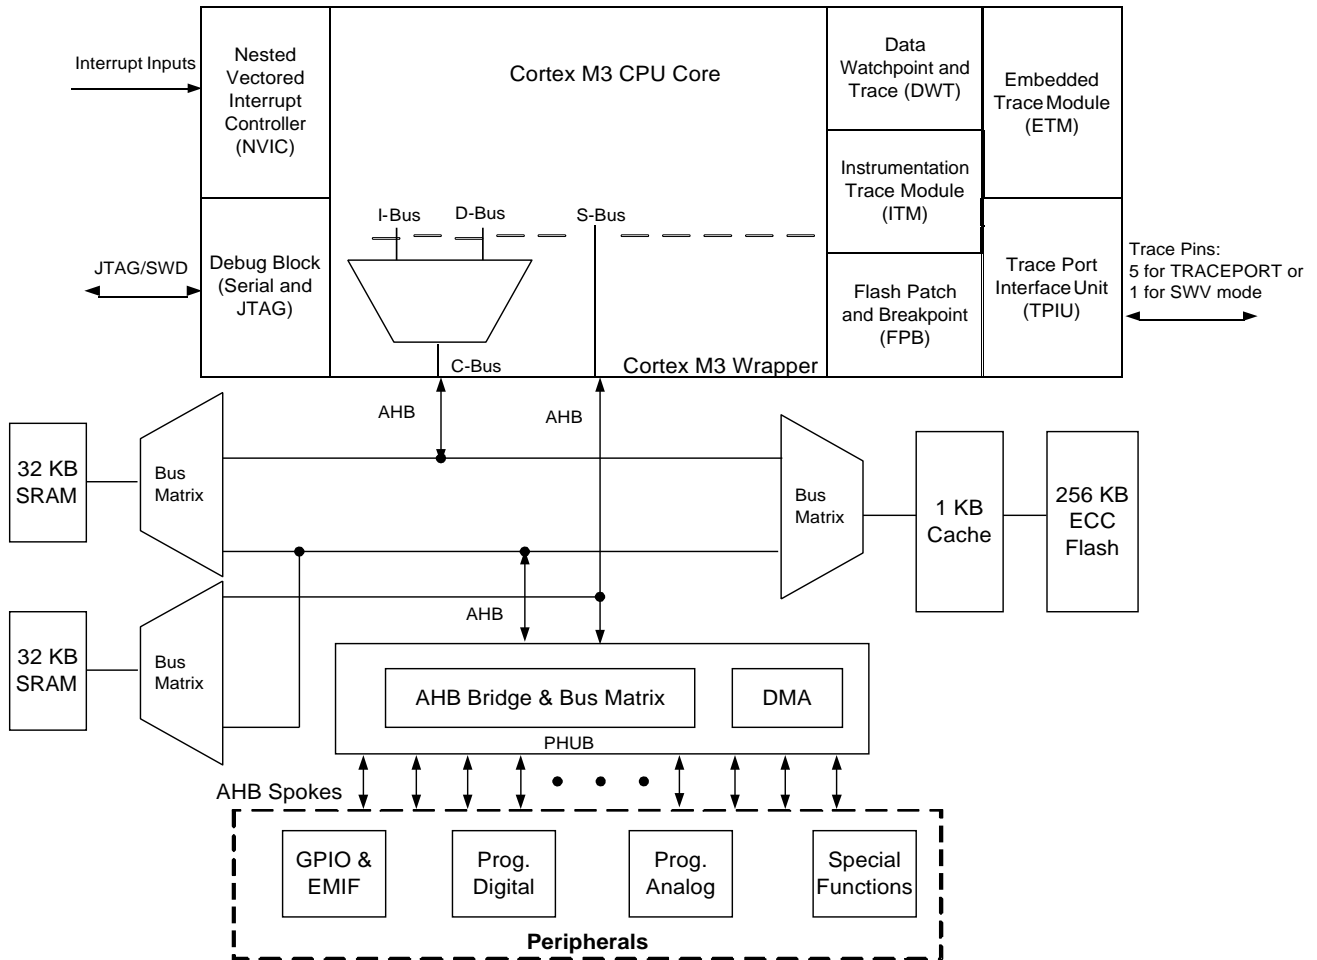 Interrupt Inputs
Nested
Vectored
Interrupt
Controller
(NVIC)
Cortex M3 CPU Core
Data
Watchpoint and
Trace (DWT)
Embedded
Trace Module
(ETM)
Instrumentation
Trace Module
(ITM)
I-Bus
D-Bus
S-Bus
JTAG/SWD
Debug Block
(Serial and
JTAG)
Flash Patch
and Breakpoint
(FPB)
Trace Port
Interface Unit
(TPIU)
Trace Pins:
5 for TRACEPORT or
1 for SWV mode
C-Bus
Cortex M3 Wrapper
AHB
AHB
32 KB
SRAM
Bus
Matrix
Bus
Matrix
1 KB
Cache
256 KB
ECC
Flash
AHB
32 KB
SRAM
Bus
Matrix
AHB Bridge & Bus Matrix
DMA
PHUB
AHB Spokes
GPIO &
EMIF
Prog.
Digital
Prog.
Analog
Special
Functions
Peripherals